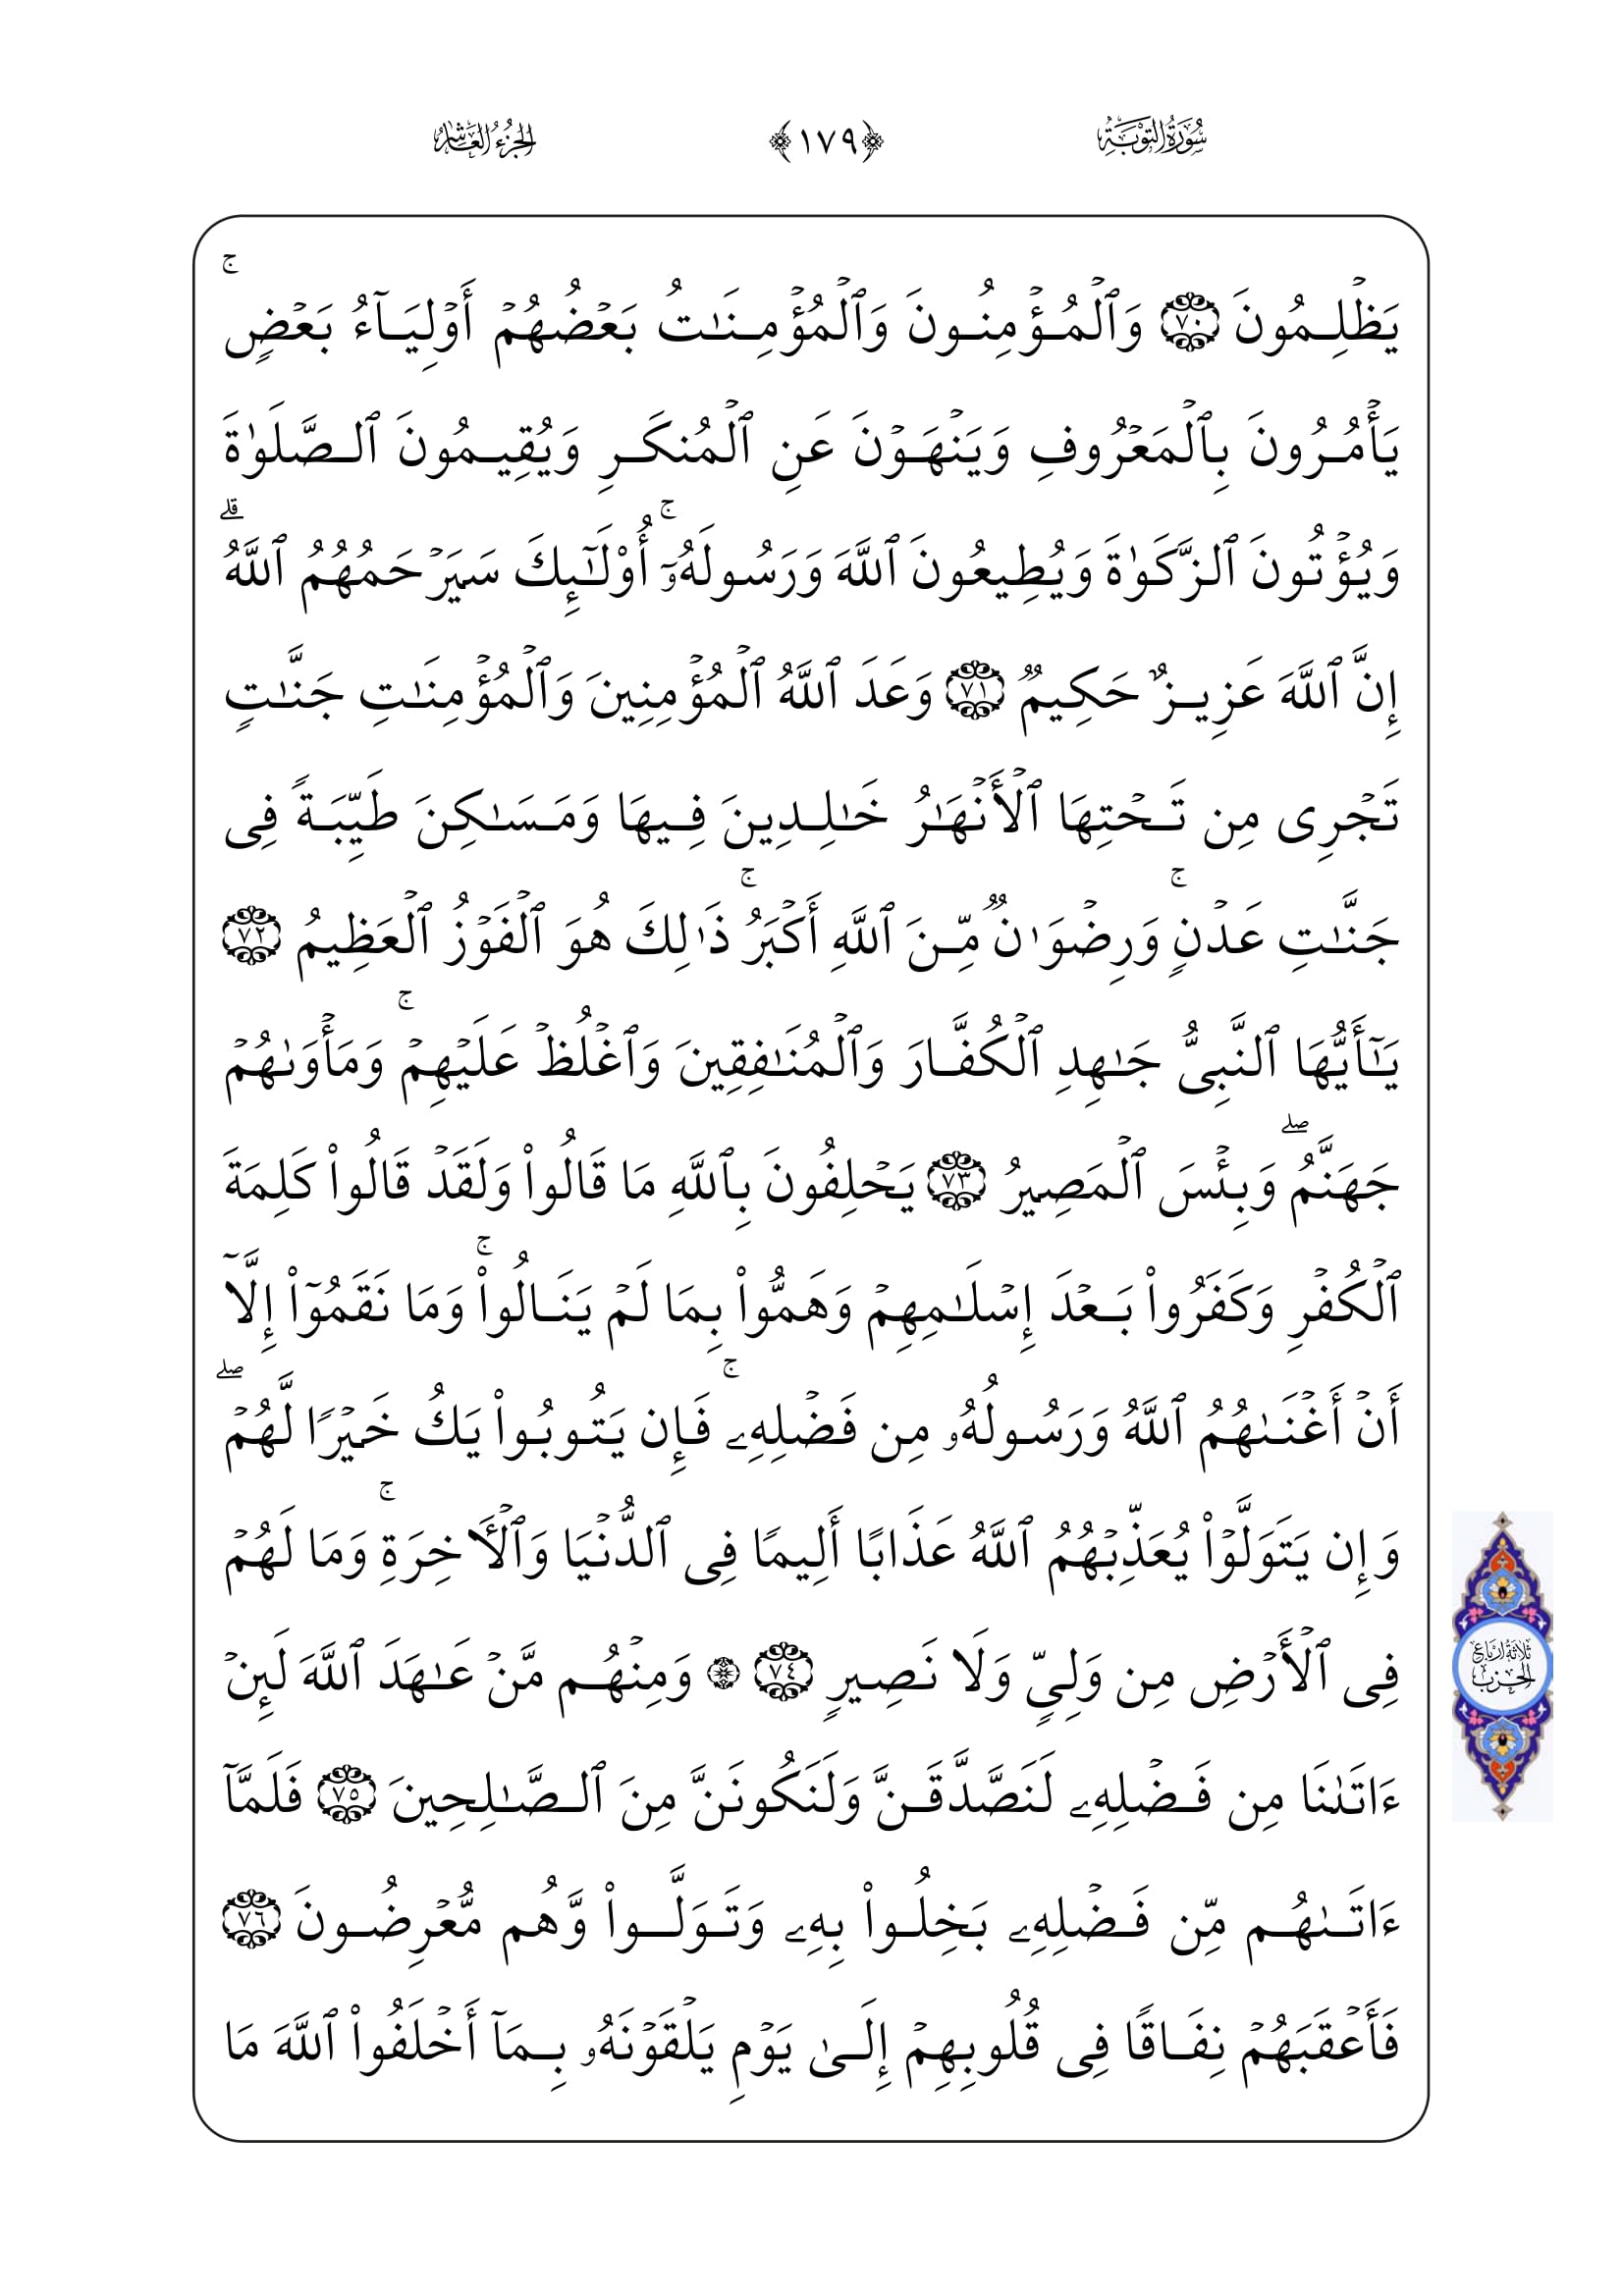 سُورَةُ التَّوْبَةِ
﴿١٧٩﴾
الجُزْءُ العَاشِرُ
يَظْلِمُونَ ٧٠ وَٱلْمُؤْمِنُونَ وَٱلْمُؤْمِنَـٰتُ بَعْضُهُمْ أَوْلِيَآءُ بَعْضٍۚ
يَأْمُرُونَ بِٱلْمَعْرُوفِ وَيَنْهَوْنَ عَنِ ٱلْمُنكَرِ وَيُقِيمُونَ ٱلصَّلَوٰةَ
وَيُؤْتُونَ ٱلزَّكَوٰةَ وَيُطِيعُونَ ٱللَّهَ وَرَسُولَهُۥٓۚ أُو۟لَـٰٓئِكَ سَيَرْحَمُهُمُ ٱللَّهُۗ
إِنَّ ٱللَّهَ عَزِيزٌ حَكِيمٌ ٧١ وَعَدَ ٱللَّهُ ٱلْمُؤْمِنِينَ وَٱلْمُؤْمِنَـٰتِ جَنَّـٰتٍ
تَجْرِى مِن تَحْتِهَا ٱلْأَنْهَـٰرُ خَـٰلِدِينَ فِيهَا وَمَسَـٰكِنَ طَيِّبَةً فِى
جَنَّـٰتِ عَدْنٍۚ وَرِضْوَٰنٌ مِّنَ ٱللَّهِ أَكْبَرُۚ ذَٰلِكَ هُوَ ٱلْفَوْزُ ٱلْعَظِيمُ ٧٢
يَـٰٓأَيُّهَا ٱلنَّبِىُّ جَـٰهِدِ ٱلْكُفَّارَ وَٱلْمُنَـٰفِقِينَ وَٱغْلُظْ عَلَيْهِمْۚ وَمَأْوَىٰهُمْ
جَهَنَّمُۖ وَبِئْسَ ٱلْمَصِيرُ ٧٣ يَحْلِفُونَ بِٱللَّهِ مَا قَالُوا۟ وَلَقَدْ قَالُوا۟ كَلِمَةَ
ٱلْكُفْرِ وَكَفَرُوا۟ بَعْدَ إِسْلَـٰمِهِمْ وَهَمُّوا۟ بِمَا لَمْ يَنَالُوا۟ۚ وَمَا نَقَمُوٓا۟ إِلَّآ
أَنْ أَغْنَىٰهُمُ ٱللَّهُ وَرَسُولُهُۥ مِن فَضْلِهِۦۚ فَإِن يَتُوبُوا۟ يَكُ خَيْرًا لَّهُمْۖ
وَإِن يَتَوَلَّوْا۟ يُعَذِّبْهُمُ ٱللَّهُ عَذَابًا أَلِيمًا فِى ٱلدُّنْيَا وَٱلْـَٔاخِرَةِۚ وَمَا لَهُمْ
فِى ٱلْأَرْضِ مِن وَلِىٍّ وَلَا نَصِيرٍ ٧٤ ۞ وَمِنْهُم مَّنْ عَـٰهَدَ ٱللَّهَ لَئِنْ
ءَاتَىٰنَا مِن فَضْلِهِۦ لَنَصَّدَّقَنَّ وَلَنَكُونَنَّ مِنَ ٱلصَّـٰلِحِينَ ٧٥ فَلَمَّآ
ءَاتَىٰهُم مِّن فَضْلِهِۦ بَخِلُوا۟ بِهِۦ وَتَوَلَّوا۟ وَّهُم مُّعْرِضُونَ ٧٦
فَأَعْقَبَهُمْ نِفَاقًا فِى قُلُوبِهِمْ إِلَىٰ يَوْمِ يَلْقَوْنَهُۥ بِمَآ أَخْلَفُوا۟ ٱللَّهَ مَا
ثلاثة أرباع
الحزب